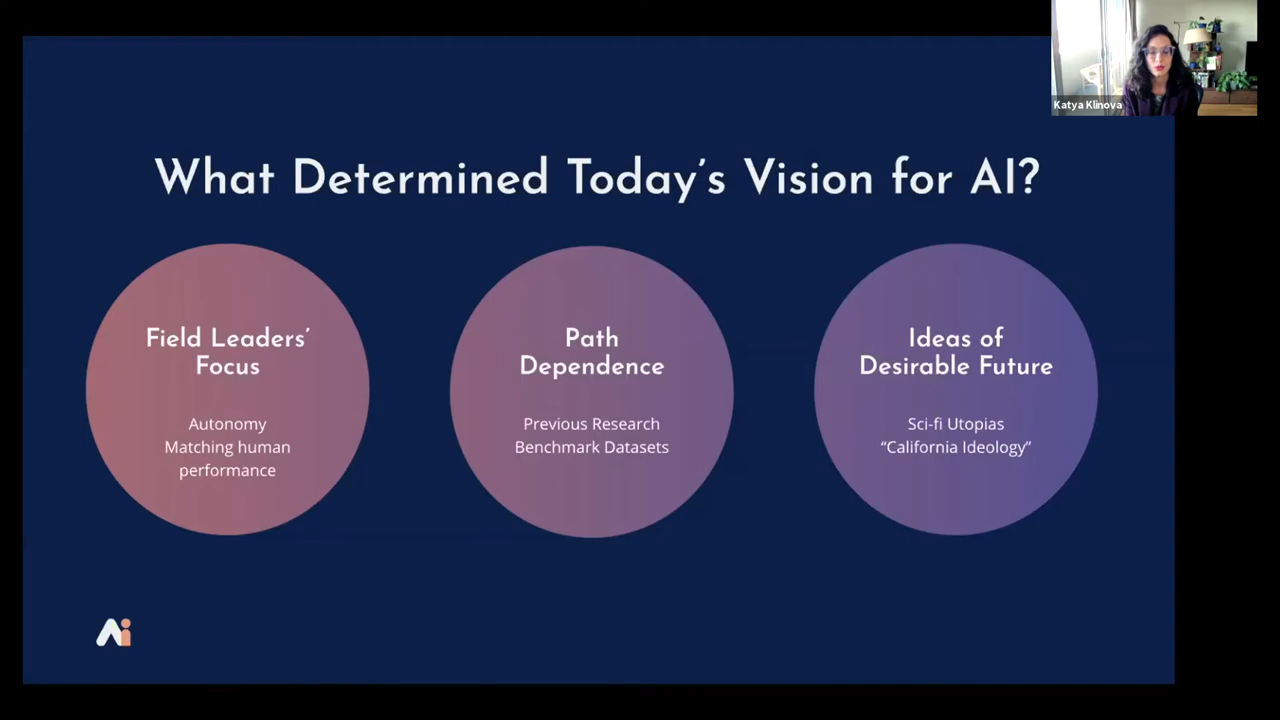 Katya Klinova
What Determined Today's Vision for AI?
Field Leaders'
Focus
Autonomy
Matching human
performance
Path
Dependence
Previous Research
Benchmark Datasets
Ideas of
Desirable Future
Sci-fi Utopias
“California Ideology”
Ai